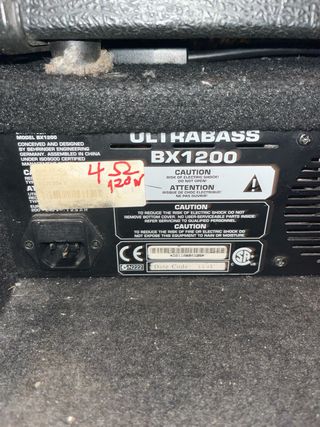 ULTRABASS
MODEL BX1200
BX1200
CONCEIVED AND DESIGNED
BY BEHRINGER ENGINEERING
GERMANY. ASSEMBLED IN CHINA
UNDER ISO9000 CERTIFIED
4 Ω
120W
CAUTION
RISK OF ELECTRIC SHOCK!
DO NOT OPEN!
ATTENTION
RISQUE DE CHOC ELECTRIQUE!
NE PAS OUVRIR!
CAUTION
TO REDUCE THE RISK OF ELECTRIC SHOCK DO NOT
REMOVE BOTTOM COVER. NO USER-SERVICEABLE PARTS INSIDE.
REFER SERVICING TO QUALIFIED PERSONNEL.
CAUTION
TO REDUCE THE RISK OF FIRE OR ELECTRIC SHOCK DO
NOT EXPOSE THIS EQUIPMENT TO RAIN OR MOISTURE.
CE
N222
Date Code